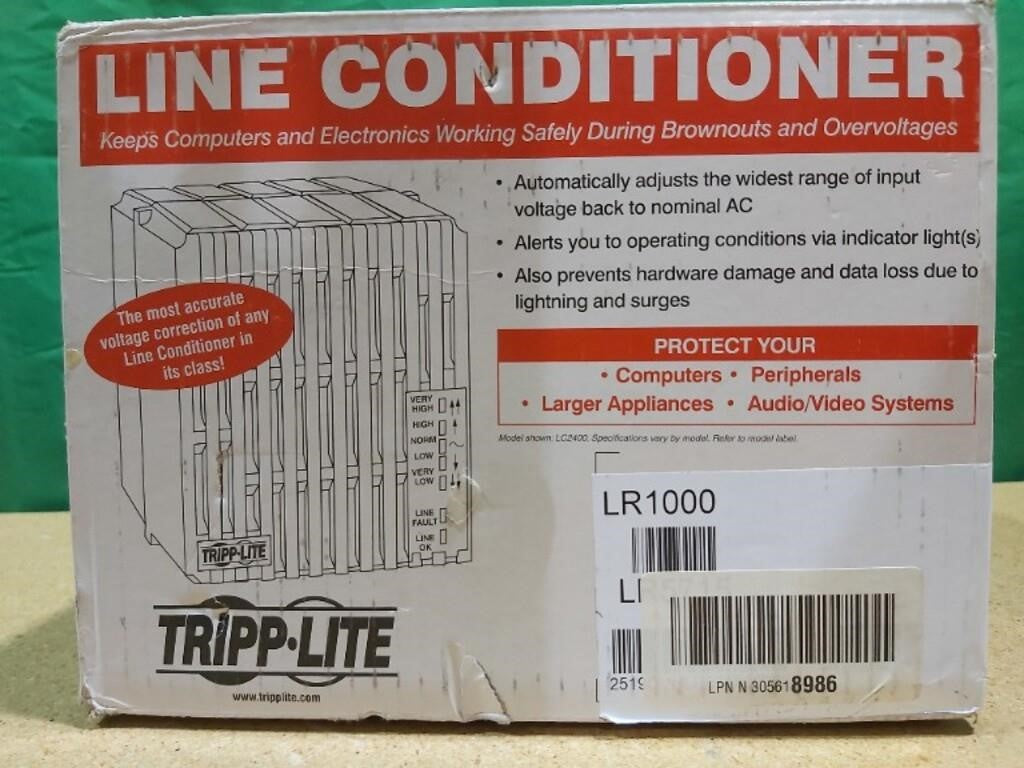 LINE CONDITIONER
Keeps Computers and Electronics Working Safely During Brownouts and Overvoltages
• Automatically adjusts the widest range of input
voltage back to nominal AC
• Alerts you to operating conditions via indicator light(s)
• Also prevents hardware damage and data loss due to
lightning and surges
The most accurate
voltage correction of any
Line Conditioner in
its class!
PROTECT YOUR
• Computers • Peripherals
• Larger Appliances • Audio/Video Systems
Model shown: LC2400. Specifications vary by model. Refer to model label.
VERY
HIGH
HIGH
NORM
LOW
VERY
LOW
LINE
FAULT
LINE
OK
TRIPP-LITE
TRIPP·LITE
www.tripplite.com
LR1000
LPN N 305618986